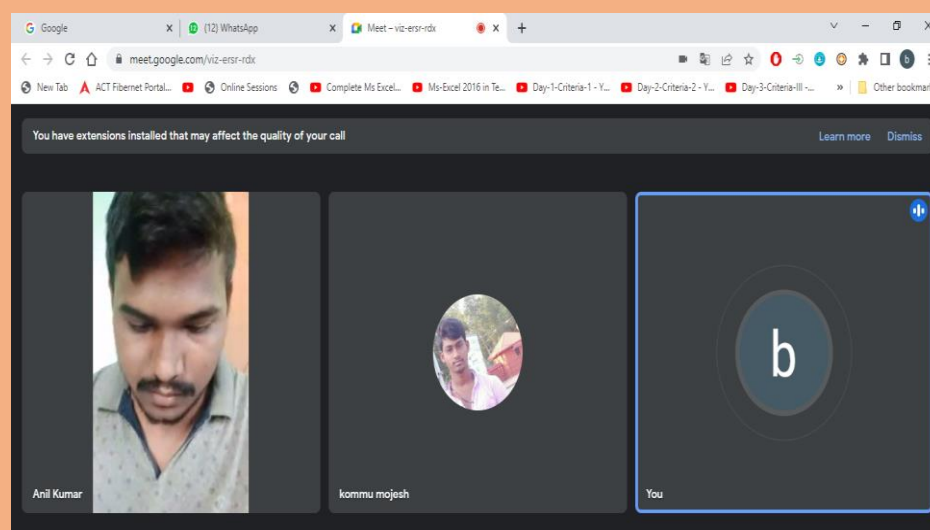 Google
(12) WhatsApp
Meet – viz-ersr-rdx
meet.google.com/viz-ersr-rdx
New Tab
ACT Fibernet Portal...
Online Sessions
Complete Ms Excel...
Ms-Excel 2016 in Te...
Day-1-Criteria-1 - Y...
Day-2-Criteria-2 - Y...
Day-3-Criteria-III -...
Other bookmar
You have extensions installed that may affect the quality of your call
Learn more
Dismiss
b
Anil Kumar
kommu mojesh
You